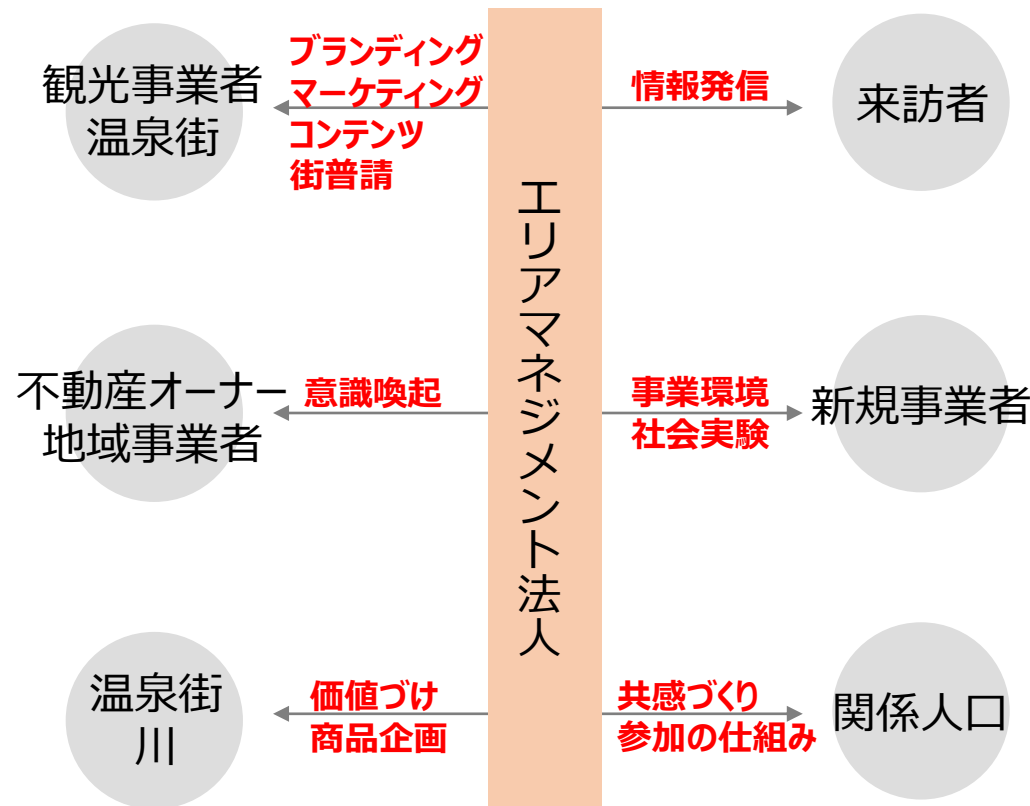 観光事業者
温泉街
ブランディング
マーケティング
コンテンツ
街普請
情報発信
来訪者
エリアマネジメント法人
不動産オーナー
地域事業者
意識喚起
事業環境
社会実験
新規事業者
温泉街
川
価値づけ
商品企画
共感づくり
参加の仕組み
関係人口